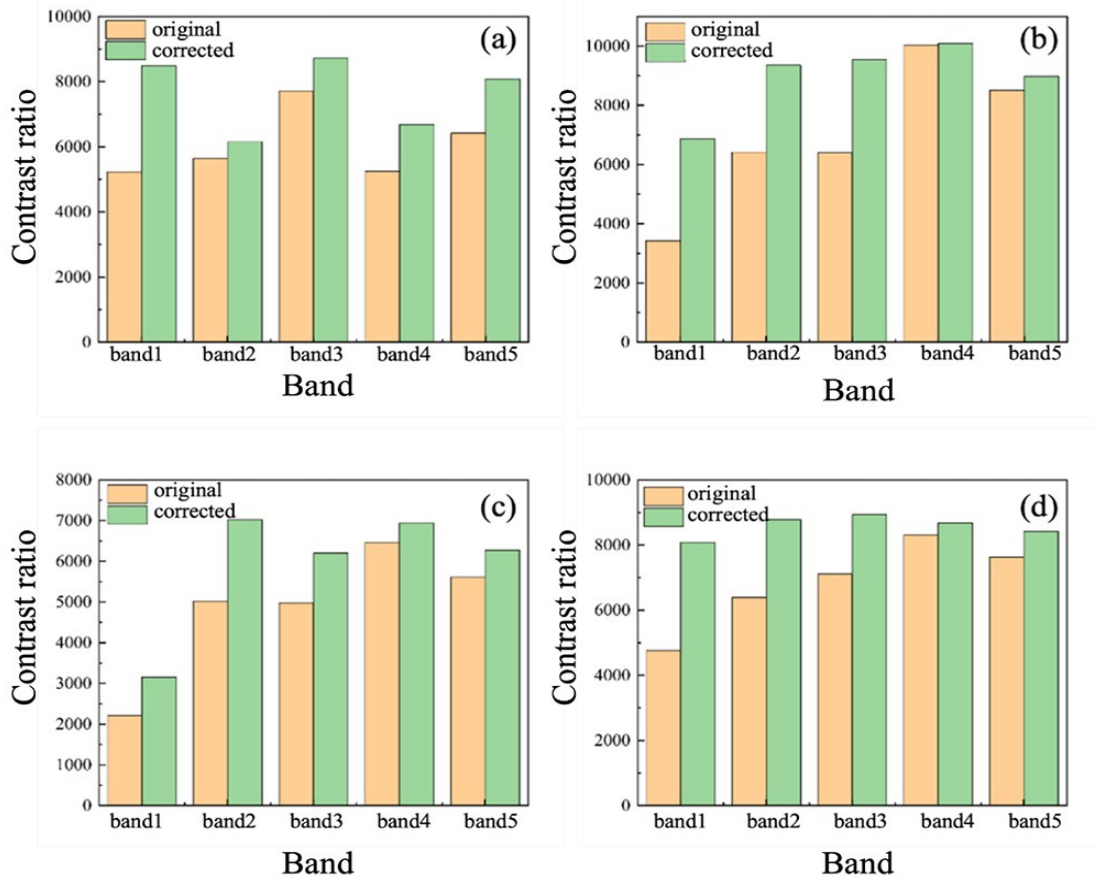 10000
8000
6000
4000
2000
0
Contrast ratio
original
corrected
(a)
band1 band2 band3 band4 band5
Band
10000
8000
6000
4000
2000
0
Contrast ratio
original
corrected
(b)
band1 band2 band3 band4 band5
Band
8000
7000
6000
5000
4000
3000
2000
1000
0
Contrast ratio
original
corrected
(c)
band1 band2 band3 band4 band5
Band
10000
8000
6000
4000
2000
0
Contrast ratio
original
corrected
(d)
band1 band2 band3 band4 band5
Band